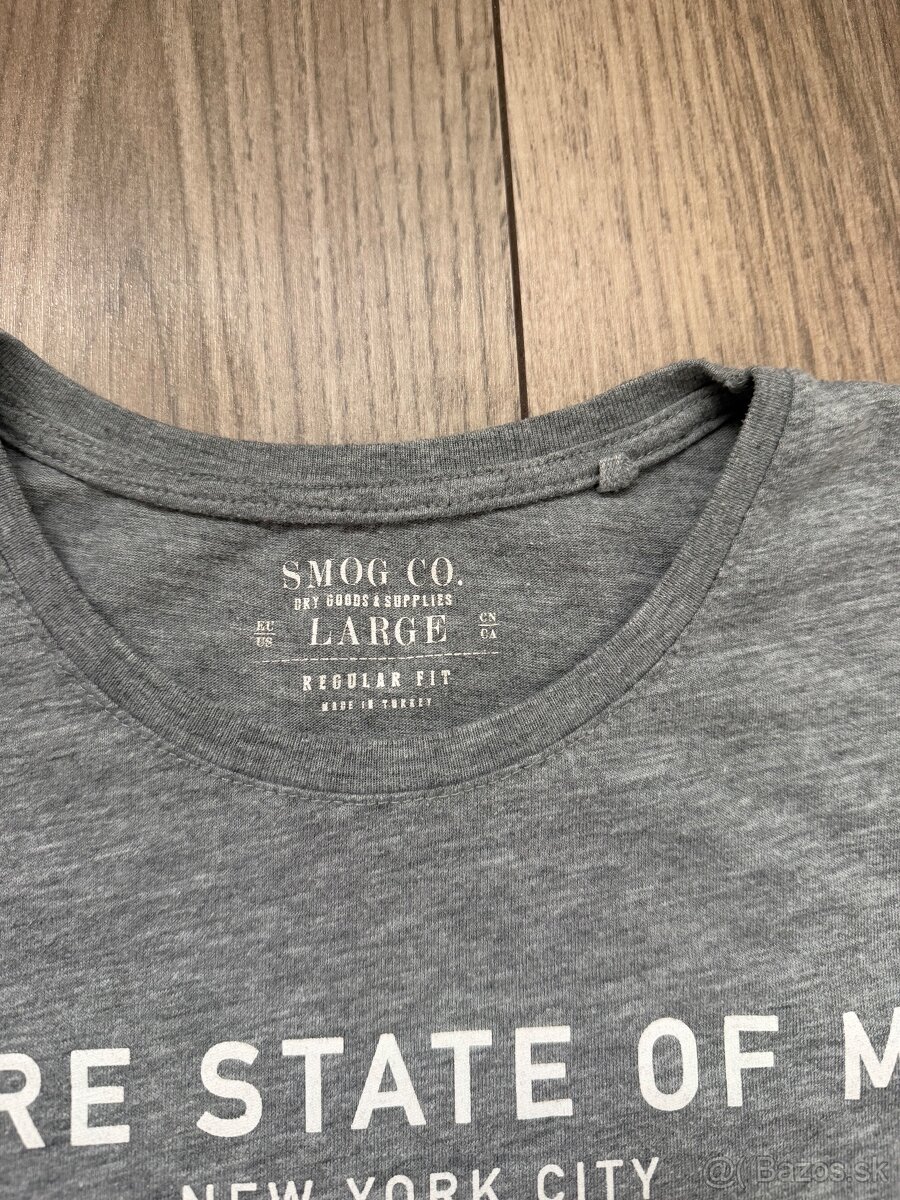 SMOG CO.
DRY GOODS & SUPPLIES
EU US LARGE CN CA
REGULAR FIT
MADE IN TURKEY
RE STATE OF M
NEW YORK CITY
@ Bazos.sk